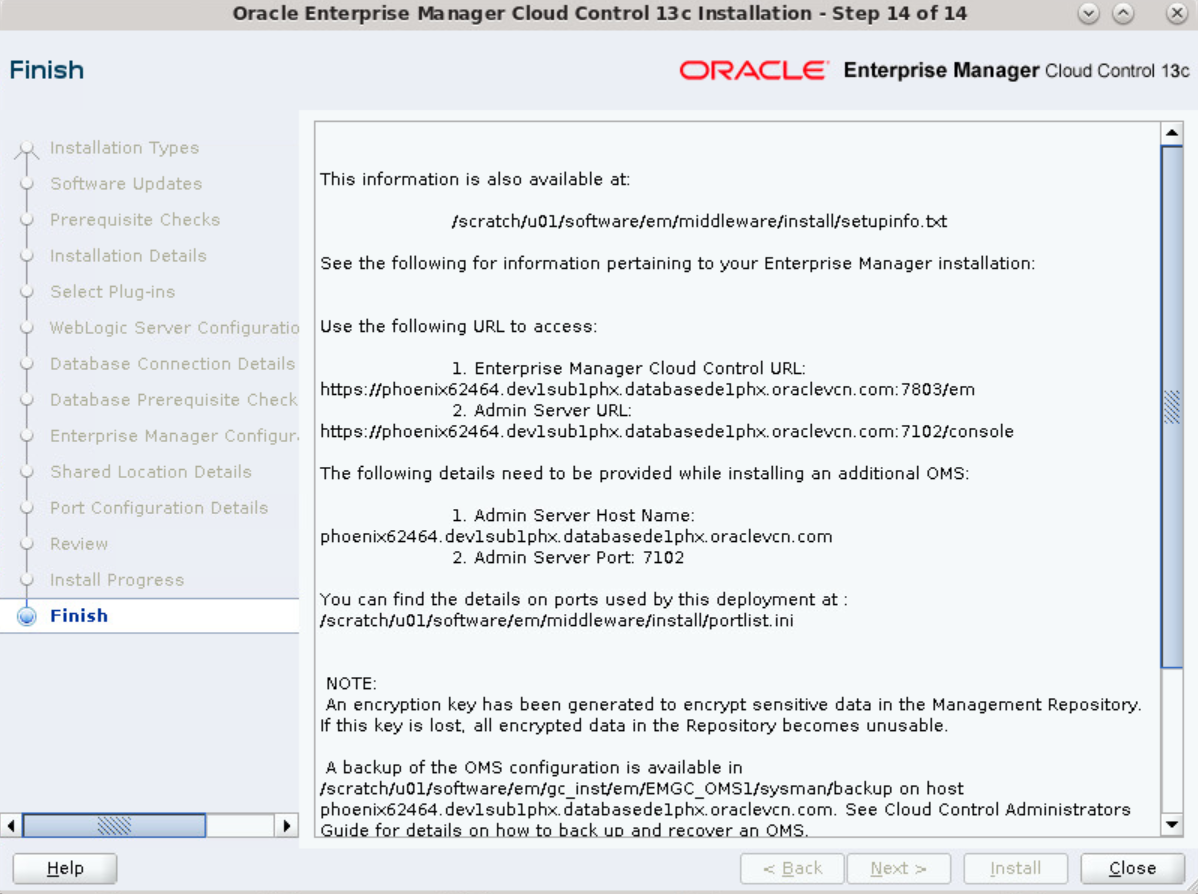 Oracle Enterprise Manager Cloud Control 13c Installation - Step 14 of 14
Finish
ORACLE Enterprise Manager Cloud Control 13c
Installation Types
Software Updates
Prerequisite Checks
Installation Details
Select Plug-ins
WebLogic Server Configuratio
Database Connection Details
Database Prerequisite Check
Enterprise Manager Configur
Shared Location Details
Port Configuration Details
Review
Install Progress
Finish
This information is also available at:
/scratch/u01/software/em/middleware/install/setupinfo.txt
See the following for information pertaining to your Enterprise Manager installation:
Use the following URL to access:
1. Enterprise Manager Cloud Control URL:
https://phoenix62464.dev1sub1phx.databasede1phx.oraclevcn.com:7803/em
2. Admin Server URL:
https://phoenix62464.dev1sub1phx.databasede1phx.oraclevcn.com:7102/console
The following details need to be provided while installing an additional OMS:
1. Admin Server Host Name:
phoenix62464.dev1sub1phx.databasede1phx.oraclevcn.com
2. Admin Server Port: 7102
You can find the details on ports used by this deployment at :
/scratch/u01/software/em/middleware/install/portlist.ini
NOTE:
An encryption key has been generated to encrypt sensitive data in the Management Repository.
If this key is lost, all encrypted data in the Repository becomes unusable.
A backup of the OMS configuration is available in
/scratch/u01/software/em/gc_inst/em/EMGC_OMS1/sysman/backup on host
phoenix62464.dev1sub1phx.databasede1phx.oraclevcn.com. See Cloud Control Administrators
Guide for details on how to back up and recover an OMS.
Help
< Back
Next >
Install
Close